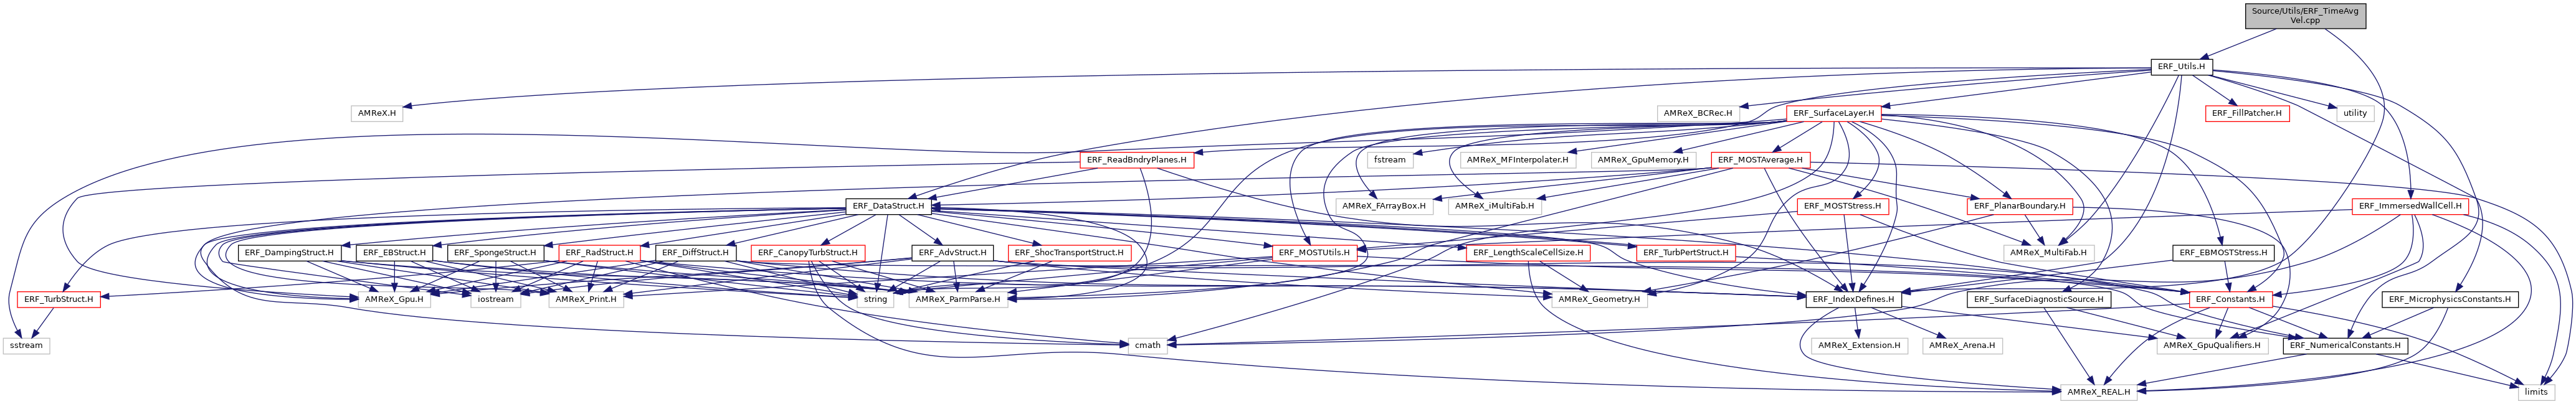 Source/Utils/ERF_TimeAvg
Vel.cpp
ERF_Utils.H
AMReX.H
AMReX_BCRec.H
ERF_SurfaceLayer.H
ERF_FillPatcher.H
utility
ERF_ReadBndryPlanes.H
fstream
AMReX_MFInterpolater.H
AMReX_GpuMemory.H
ERF_MOSTAverage.H
ERF_DataStruct.H
AMReX_FArrayBox.H
AMReX_iMultiFab.H
ERF_MOSTStress.H
ERF_PlanarBoundary.H
ERF_ImmersedWallCell.H
ERF_DampingStruct.H
ERF_EBStruct.H
ERF_SpongeStruct.H
ERF_RadStruct.H
ERF_DiffStruct.H
ERF_CanopyTurbStruct.H
ERF_AdvStruct.H
ERF_ShocTransportStruct.H
ERF_MOSTUtils.H
ERF_LengthScaleCellSize.H
ERF_TurbPertStruct.H
AMReX_MultiFab.H
ERF_EBMOSTStress.H
ERF_TurbStruct.H
AMReX_Gpu.H
iostream
AMReX_Print.H
string
AMReX_ParmParse.H
AMReX_Geometry.H
ERF_IndexDefines.H
ERF_SurfaceDiagnosticSource.H
ERF_Constants.H
ERF_MicrophysicsConstants.H
sstream
cmath
AMReX_Extension.H
AMReX_Arena.H
AMReX_GpuQualifiers.H
ERF_NumericalConstants.H
AMReX_REAL.H
limits